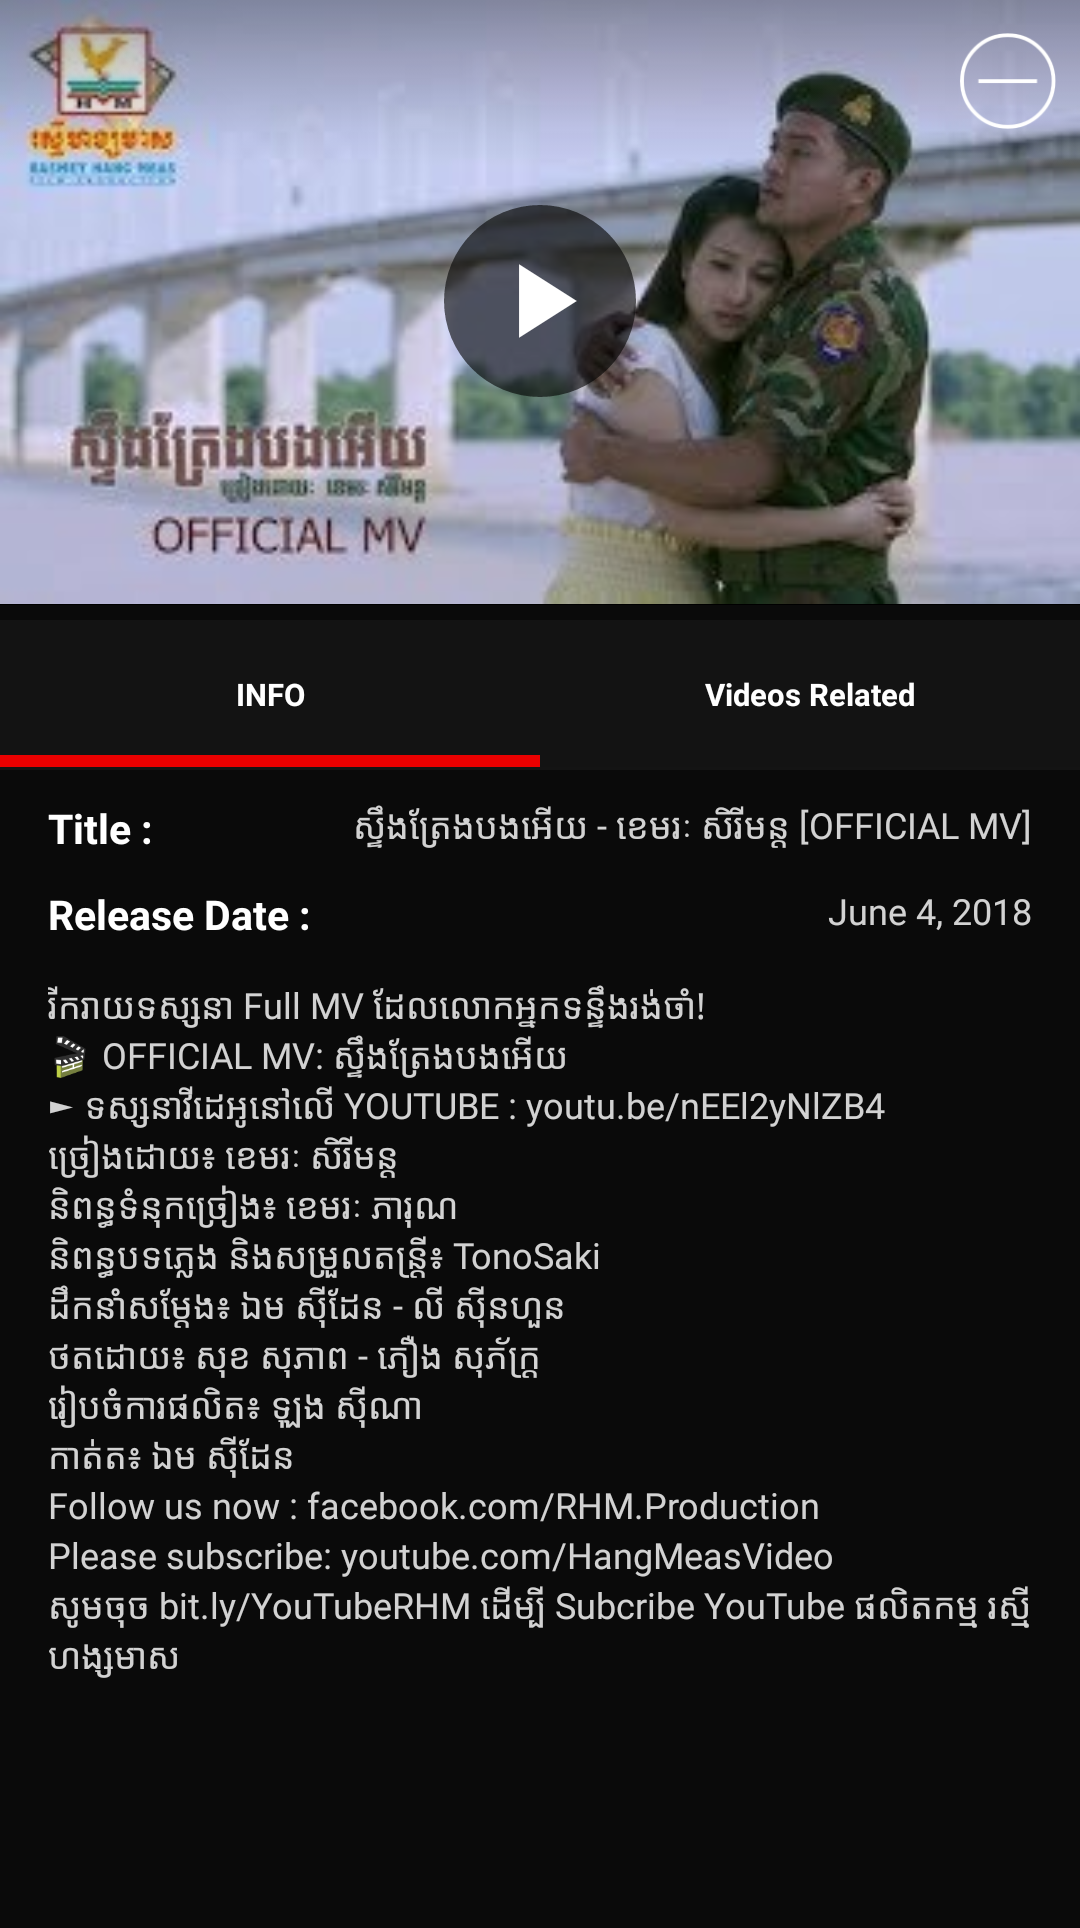 H M
រស្មីហង្សមាស
RASMEY HANG MEAS
ស្ទឹងត្រែងបងអើយ
ច្រៀងដោយ: ខេមរៈ សិរីមន្ត
OFFICIAL MV
INFO
Videos Related
Title :
ស្ទឹងត្រែងបងអើយ - ខេមរៈ សិរីមន្ត [OFFICIAL MV]
Release Date :
June 4, 2018
រីករាយទស្សនា Full MV ដែលលោកអ្នកទន្ទឹងរង់ចាំ!
🎬 OFFICIAL MV: ស្ទឹងត្រែងបងអើយ
► ទស្សនាវីដេអូនៅលើ YOUTUBE : youtu.be/nEEl2yNlZB4
ច្រៀងដោយ៖ ខេមរៈ សិរីមន្ត
និពន្ធទំនុកច្រៀង៖ ខេមរៈ ភារុណ
និពន្ធបទភ្លេង និងសម្រួលតន្ត្រី៖ TonoSaki
ដឹកនាំសម្តែង៖ ឯម ស៊ីដែន - លី ស៊ីនហួន
ថតដោយ៖ សុខ សុភាព - ភឿង សុភ័ក្ត្រ
រៀបចំការផលិត៖ ឡុង ស៊ីណា
កាត់ត៖ ឯម ស៊ីដែន
Follow us now : facebook.com/RHM.Production
Please subscribe: youtube.com/HangMeasVideo
សូមចុច bit.ly/YouTubeRHM ដើម្បី Subcribe YouTube ផលិតកម្ម រស្មី
ហង្សមាស